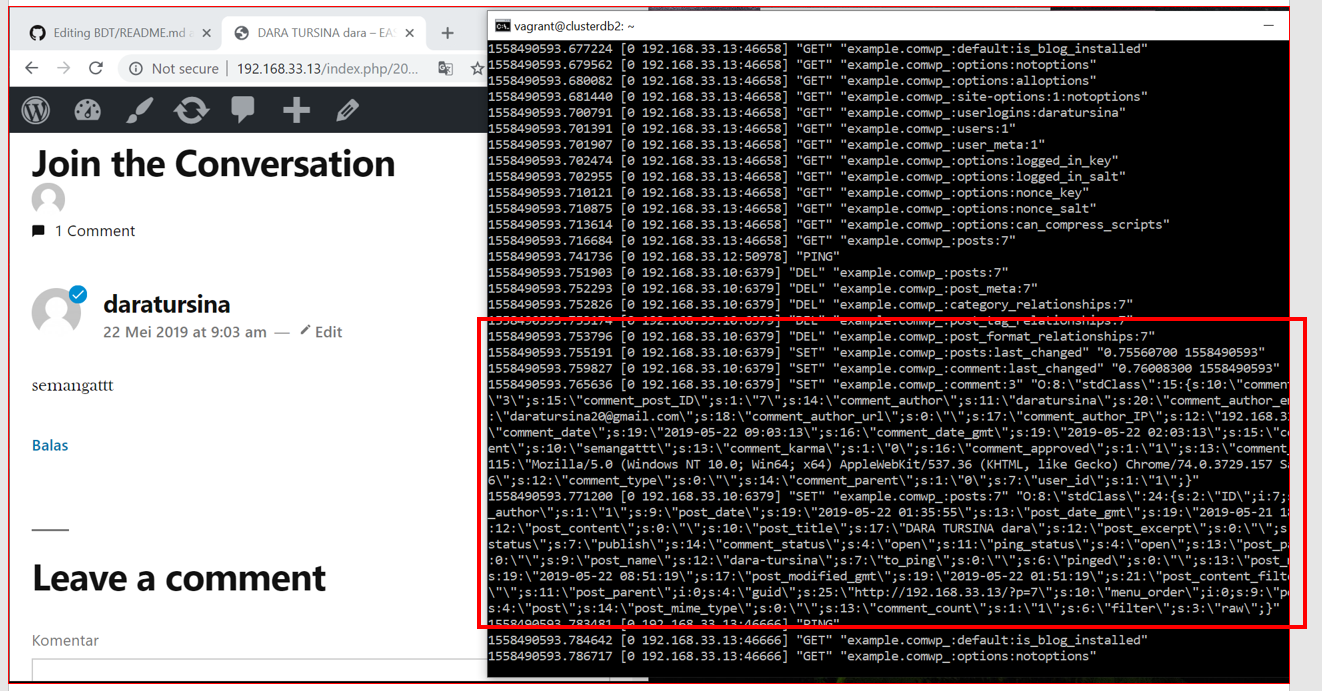 Editing BDT/README.md
DARA TURSINA dara – EAS
Not secure
192.168.33.13/index.php/20...
Join the Conversation
1 Comment
daratursina
22 Mei 2019 at 9:03 am — Edit
semangattt
Balas
Leave a comment
Komentar
vagrant@clusterdb2: ~
1558490593.677224 [0 192.168.33.13:46658] "GET" "example.comwp_:default:is_blog_installed"
1558490593.679562 [0 192.168.33.13:46658] "GET" "example.comwp_:options:notoptions"
1558490593.680082 [0 192.168.33.13:46658] "GET" "example.comwp_:options:alloptions"
1558490593.681440 [0 192.168.33.13:46658] "GET" "example.comwp_:site-options:1:notoptions"
1558490593.700791 [0 192.168.33.13:46658] "GET" "example.comwp_:userlogins:daratursina"
1558490593.701391 [0 192.168.33.13:46658] "GET" "example.comwp_:users:1"
1558490593.701907 [0 192.168.33.13:46658] "GET" "example.comwp_:user_meta:1"
1558490593.702474 [0 192.168.33.13:46658] "GET" "example.comwp_:options:logged_in_key"
1558490593.702955 [0 192.168.33.13:46658] "GET" "example.comwp_:options:logged_in_salt"
1558490593.710121 [0 192.168.33.13:46658] "GET" "example.comwp_:options:nonce_key"
1558490593.710875 [0 192.168.33.13:46658] "GET" "example.comwp_:options:nonce_salt"
1558490593.713614 [0 192.168.33.13:46658] "GET" "example.comwp_:options:can_compress_scripts"
1558490593.716684 [0 192.168.33.13:46658] "GET" "example.comwp_:posts:7"
1558490593.741736 [0 192.168.33.12:50978] "PING"
1558490593.751903 [0 192.168.33.10:6379] "DEL" "example.comwp_:posts:7"
1558490593.752293 [0 192.168.33.10:6379] "DEL" "example.comwp_:post_meta:7"
1558490593.752826 [0 192.168.33.10:6379] "DEL" "example.comwp_:category_relationships:7"
1558490593.753174 [0 192.168.33.10:6379] "DEL" "example.comwp_:post_tag_relationships:7"
1558490593.753796 [0 192.168.33.10:6379] "DEL" "example.comwp_:post_format_relationships:7"
1558490593.755191 [0 192.168.33.10:6379] "SET" "example.comwp_:posts:last_changed" "0.75560700 1558490593"
1558490593.759827 [0 192.168.33.10:6379] "SET" "example.comwp_:comment:last_changed" "0.76008300 1558490593"
1558490593.765636 [0 192.168.33.10:6379] "SET" "example.comwp_:comment:3" "O:8:\"stdClass\":15:{s:10:\"comment
\"3\";s:15:\"comment_post_ID\";s:1:\"7\";s:14:\"comment_author\";s:11:\"daratursina\";s:20:\"comment_author_em
:\"daratursina20@gmail.com\";s:18:\"comment_author_url\";s:0:\"\";s:17:\"comment_author_IP\";s:12:\"192.168.33
\"comment_date\";s:19:\"2019-05-22 09:03:13\";s:16:\"comment_date_gmt\";s:19:\"2019-05-22 02:03:13\";s:15:\"co
ent\";s:10:\"semangattt\";s:13:\"comment_karma\";s:1:\"0\";s:16:\"comment_approved\";s:1:\"1\";s:13:\"comment_
115:\"Mozilla/5.0 (Windows NT 10.0; Win64; x64) AppleWebKit/537.36 (KHTML, like Gecko) Chrome/74.0.3729.157 Sa
6\";s:12:\"comment_type\";s:0:\"\";s:14:\"comment_parent\";s:1:\"0\";s:7:\"user_id\";s:1:\"1\";}"
1558490593.771200 [0 192.168.33.10:6379] "SET" "example.comwp_:posts:7" "O:8:\"stdClass\":24:{s:2:\"ID\";i:7;s
_author\";s:1:\"1\";s:9:\"post_date\";s:19:\"2019-05-22 01:35:55\";s:13:\"post_date_gmt\";s:19:\"2019-05-21 18
:12:\"post_content\";s:0:\"\";s:10:\"post_title\";s:17:\"DARA TURSINA dara\";s:12:\"post_excerpt\";s:0:\"\";s
status\";s:7:\"publish\";s:14:\"comment_status\";s:4:\"open\";s:11:\"ping_status\";s:4:\"open\";s:13:\"post_pa
:0:\"\";s:9:\"post_name\";s:12:\"dara-tursina\";s:7:\"to_ping\";s:0:\"\";s:6:\"pinged\";s:0:\"\";s:13:\"post_m
s:19:\"2019-05-22 08:51:19\";s:17:\"post_modified_gmt\";s:19:\"2019-05-22 01:51:19\";s:21:\"post_content_filte
\"\";s:11:\"post_parent\";i:0;s:4:\"guid\";s:25:\"http://192.168.33.13/?p=7\";s:10:\"menu_order\";i:0;s:9:\"po
s:4:\"post\";s:14:\"post_mime_type\";s:0:\"\";s:13:\"comment_count\";s:1:\"1\";s:6:\"filter\";s:3:\"raw\";}"
1558490593.783481 [0 192.168.33.13:46666] "PING"
1558490593.784642 [0 192.168.33.13:46666] "GET" "example.comwp_:default:is_blog_installed"
1558490593.786717 [0 192.168.33.13:46666] "GET" "example.comwp_:options:notoptions"